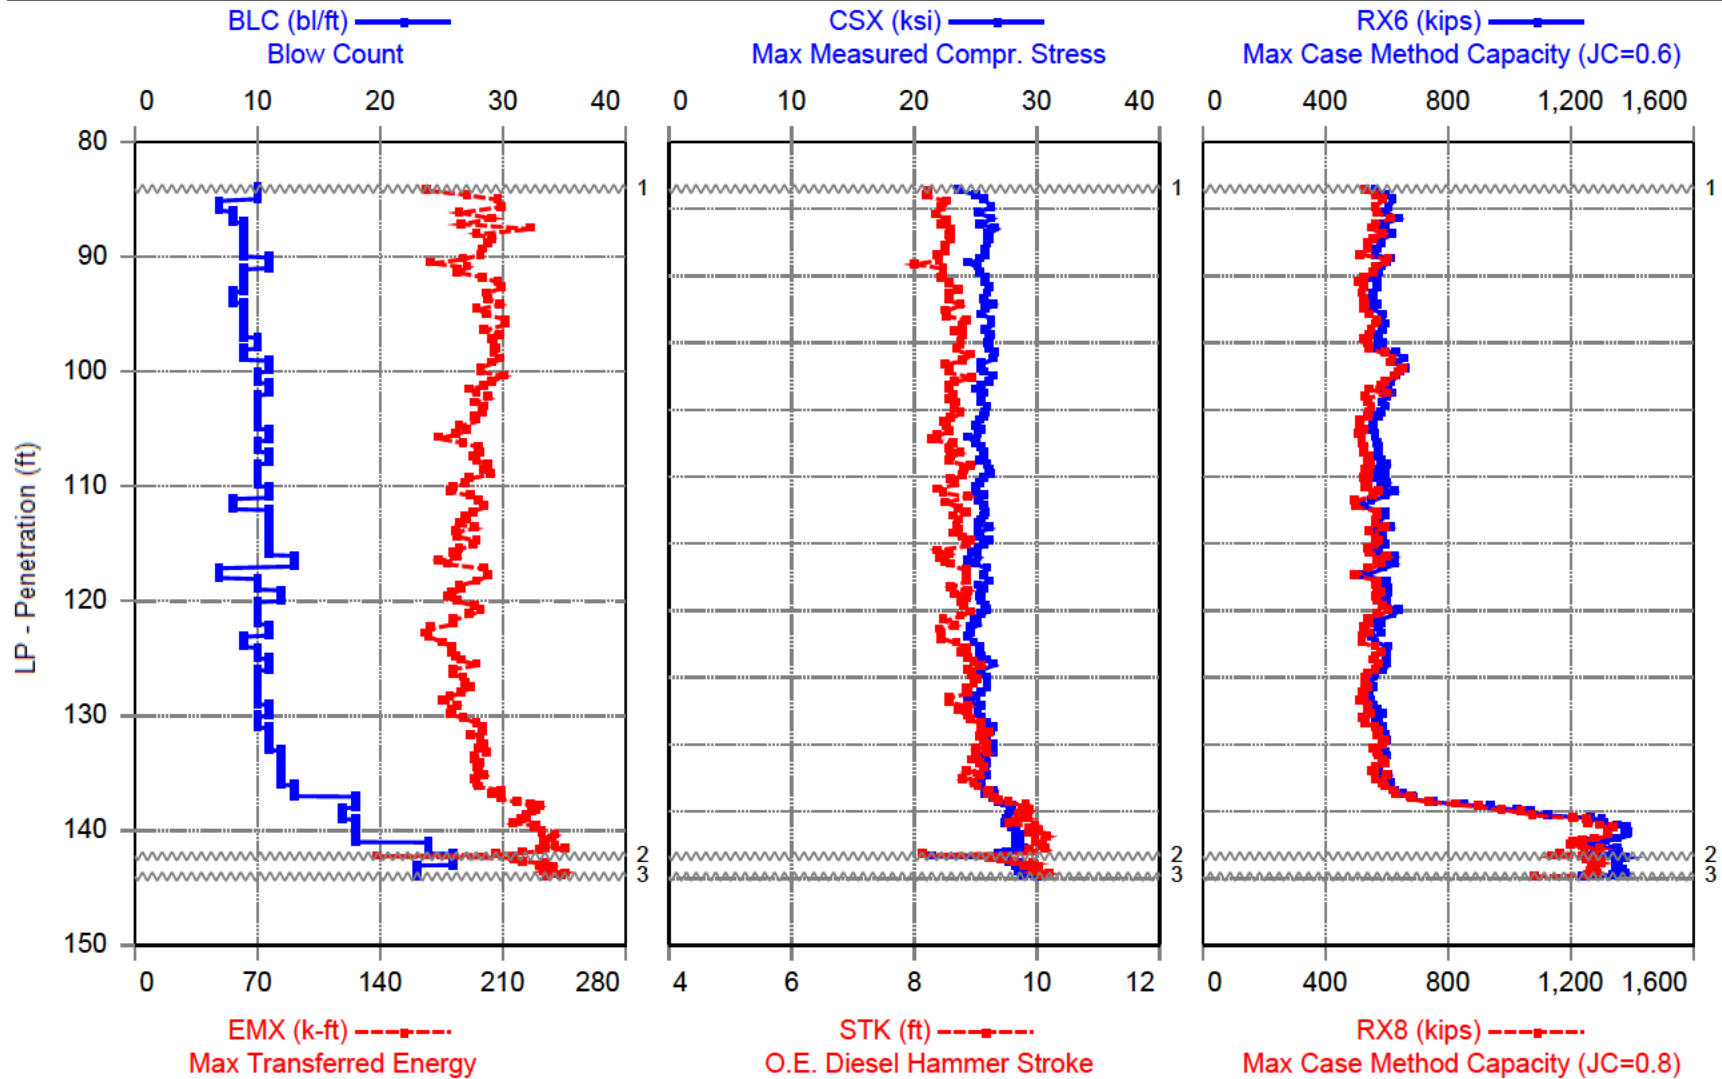 BLC (bl/ft)
Blow Count
CSX (ksi)
Max Measured Compr. Stress
RX6 (kips)
Max Case Method Capacity (JC=0.6)
0 10 20 30 40
0 10 20 30 40
0 400 800 1,200 1,600
80
90
100
110
120
130
140
150
LP - Penetration (ft)
1
2
3
1
2
3
1
2
3
0 70 140 210 280
4 6 8 10 12
0 400 800 1,200 1,600
EMX (k-ft)
Max Transferred Energy
STK (ft)
O.E. Diesel Hammer Stroke
RX8 (kips)
Max Case Method Capacity (JC=0.8)